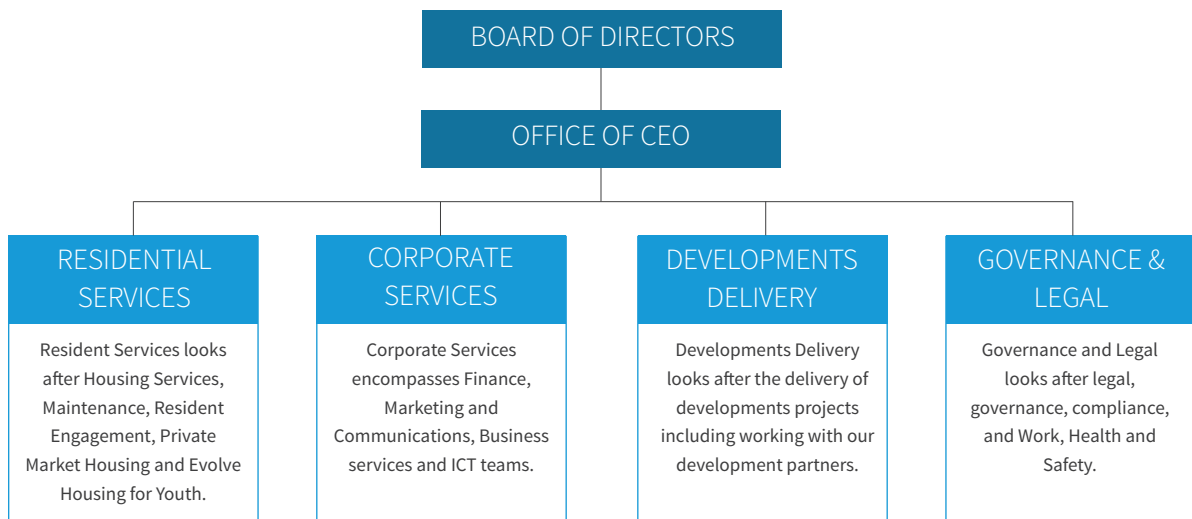 BOARD OF DIRECTORS
OFFICE OF CEO
RESIDENTIAL
SERVICES
Resident Services looks
after Housing Services,
Maintenance, Resident
Engagement, Private
Market Housing and Evolve
Housing for Youth.
CORPORATE
SERVICES
Corporate Services
encompasses Finance,
Marketing and
Communications, Business
services and ICT teams.
DEVELOPMENTS
DELIVERY
Developments Delivery
looks after the delivery of
developments projects
including working with our
development partners.
GOVERNANCE &
LEGAL
Governance and Legal
looks after legal,
governance, compliance,
and Work, Health and
Safety.